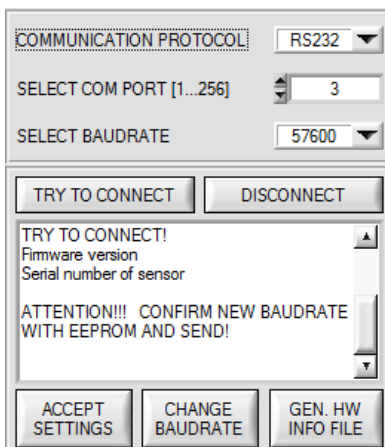 COMMUNICATION PROTOCOL RS232
SELECT COM PORT [1...256] 3
SELECT BAUDRATE 57600
TRY TO CONNECT DISCONNECT
TRY TO CONNECT!
Firmware version
Serial number of sensor
ATTENTION!!! CONFIRM NEW BAUDRATE
WITH EEPROM AND SEND!
ACCEPT CHANGE GEN. HW
SETTINGS BAUDRATE INFO FILE